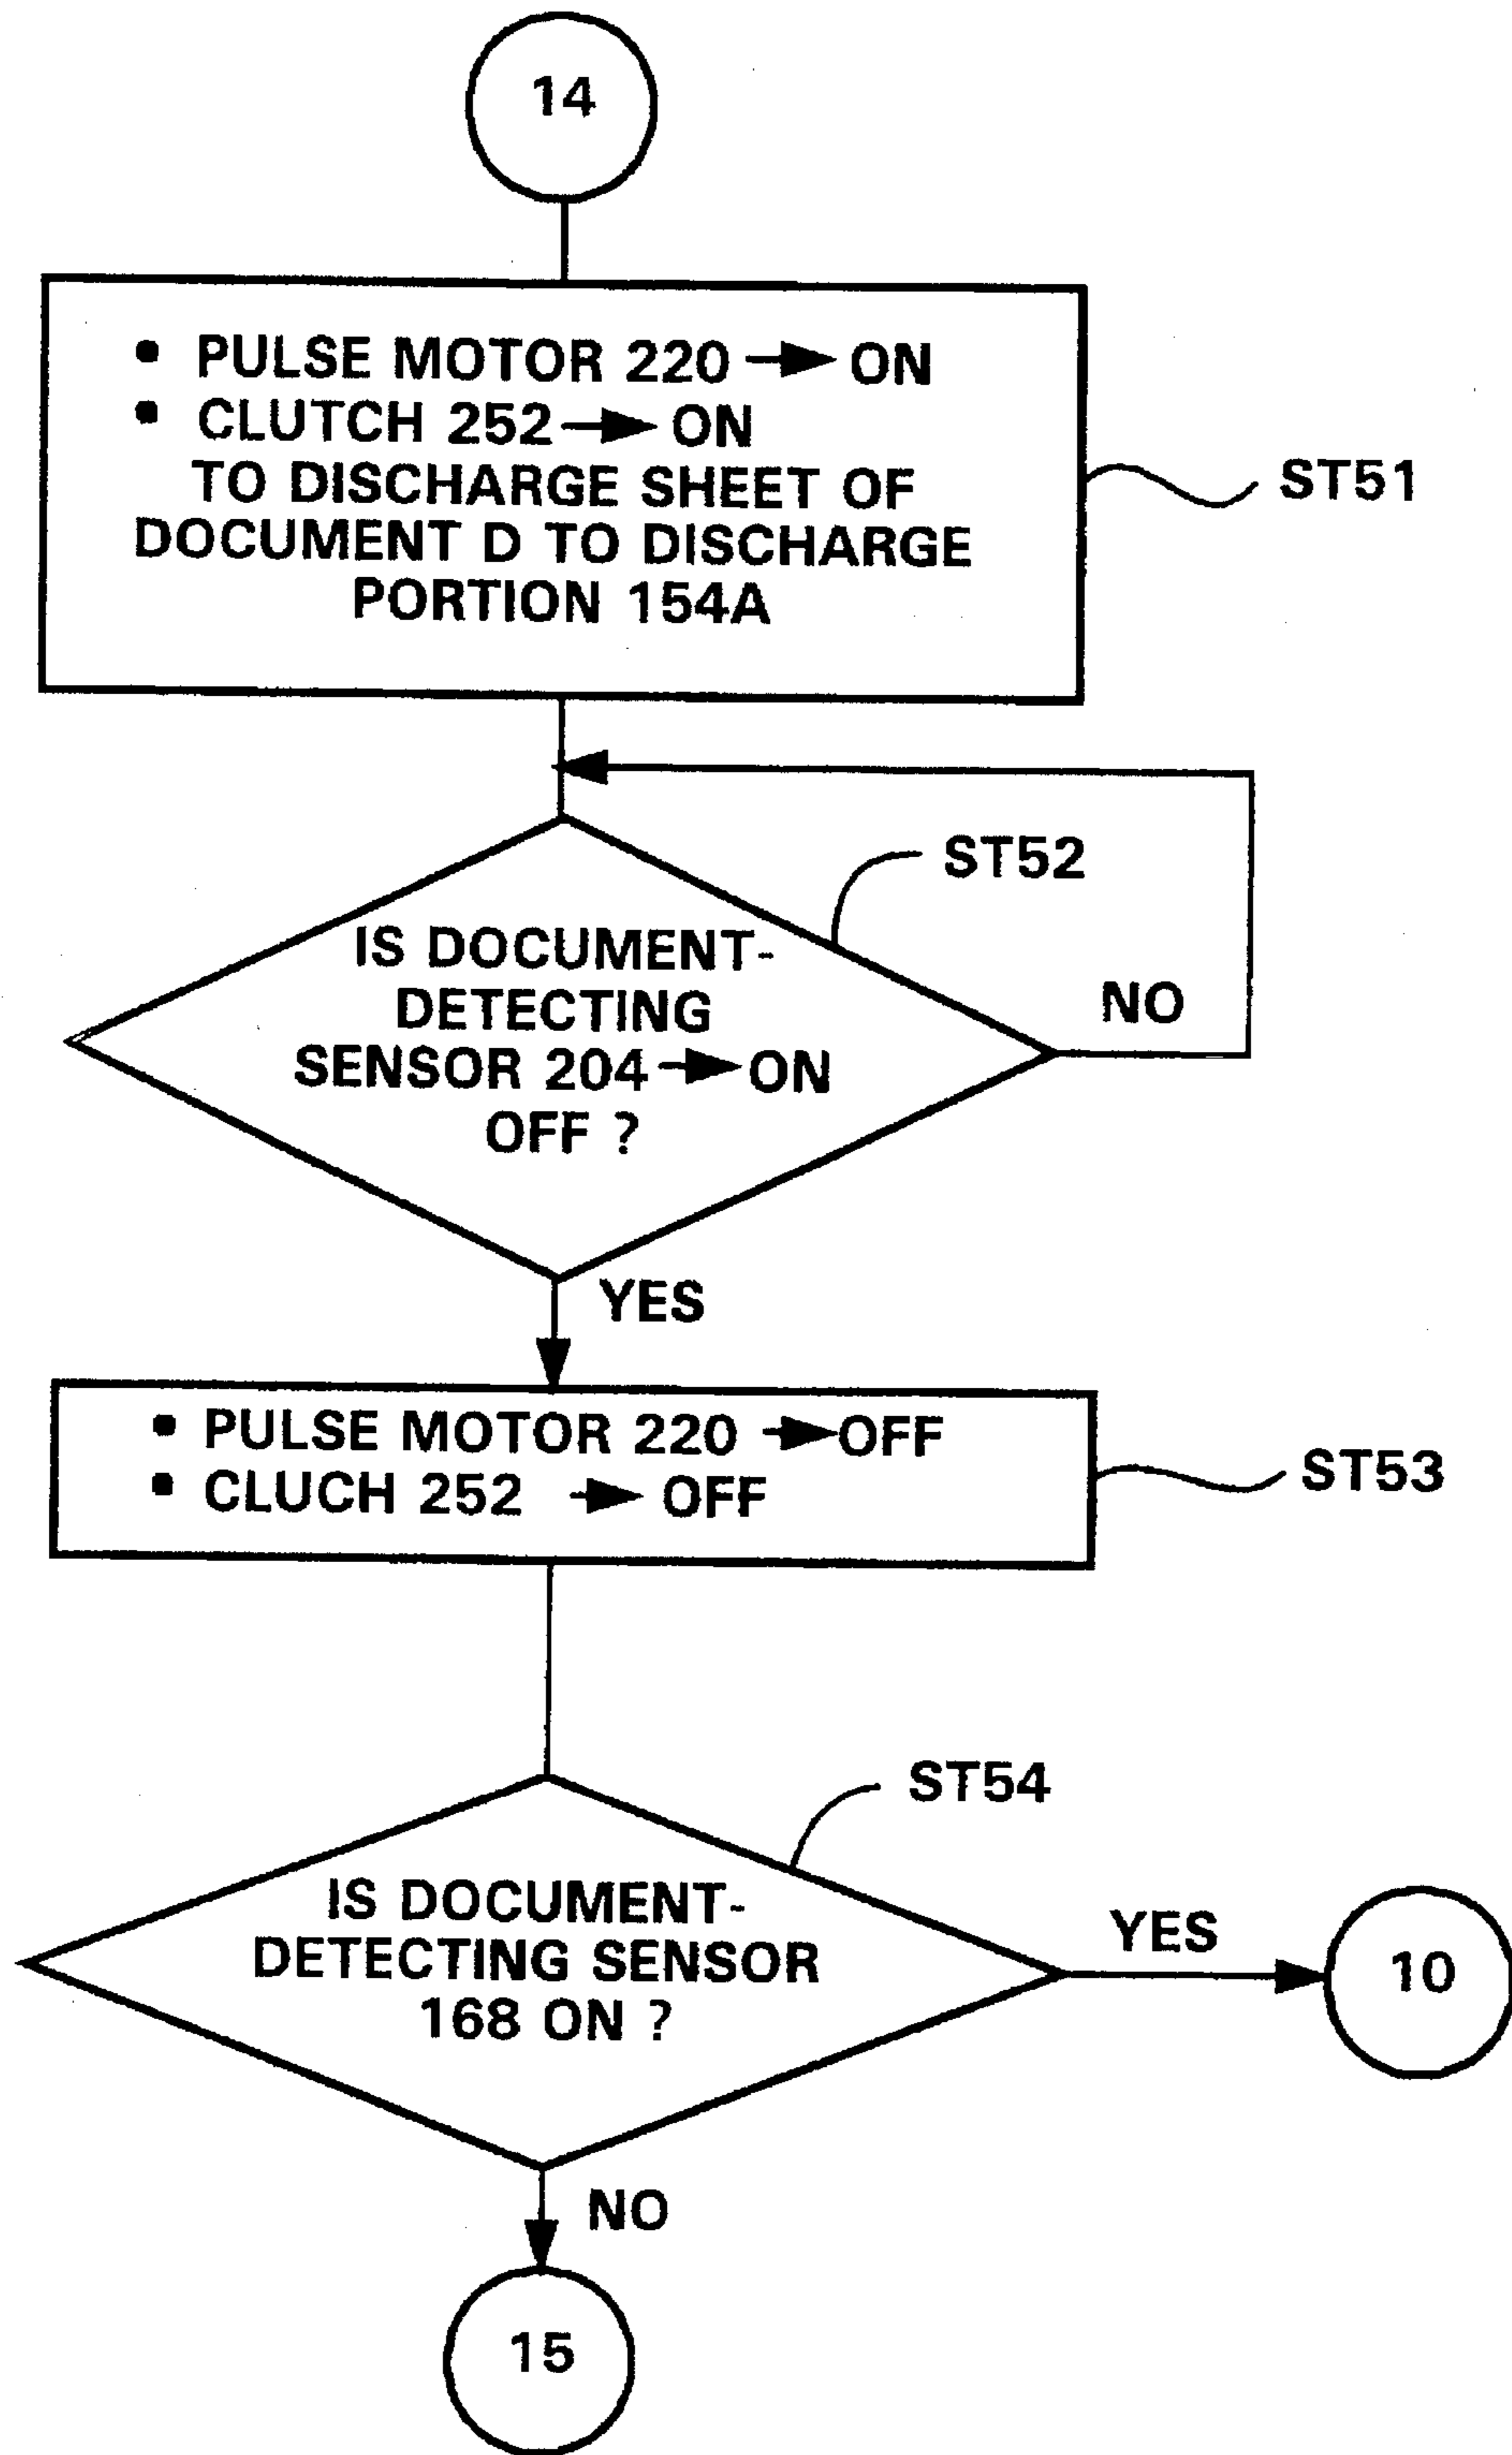 14
• PULSE MOTOR 220 → ON
• CLUTCH 252 → ON
TO DISCHARGE SHEET OF
DOCUMENT D TO DISCHARGE
PORTION 154A
ST51
ST52
IS DOCUMENT-
DETECTING
SENSOR 204 → ON
OFF ?
NO
YES
• PULSE MOTOR 220 → OFF
• CLUCH 252 → OFF
ST53
ST54
IS DOCUMENT-
DETECTING SENSOR
168 ON ?
YES
10
NO
15